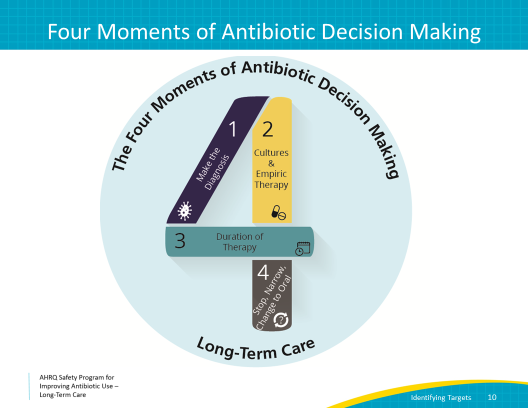 Four Moments of Antibiotic Decision Making
The Four Moments of Antibiotic Decision Making
1
Make the
Diagnosis
2
Cultures
&
Empiric
Therapy
3
Duration of
Therapy
4
Stop, Narrow,
Change to Oral
Long-Term Care
AHRQ Safety Program for
Improving Antibiotic Use –
Long-Term Care
Identifying Targets 10